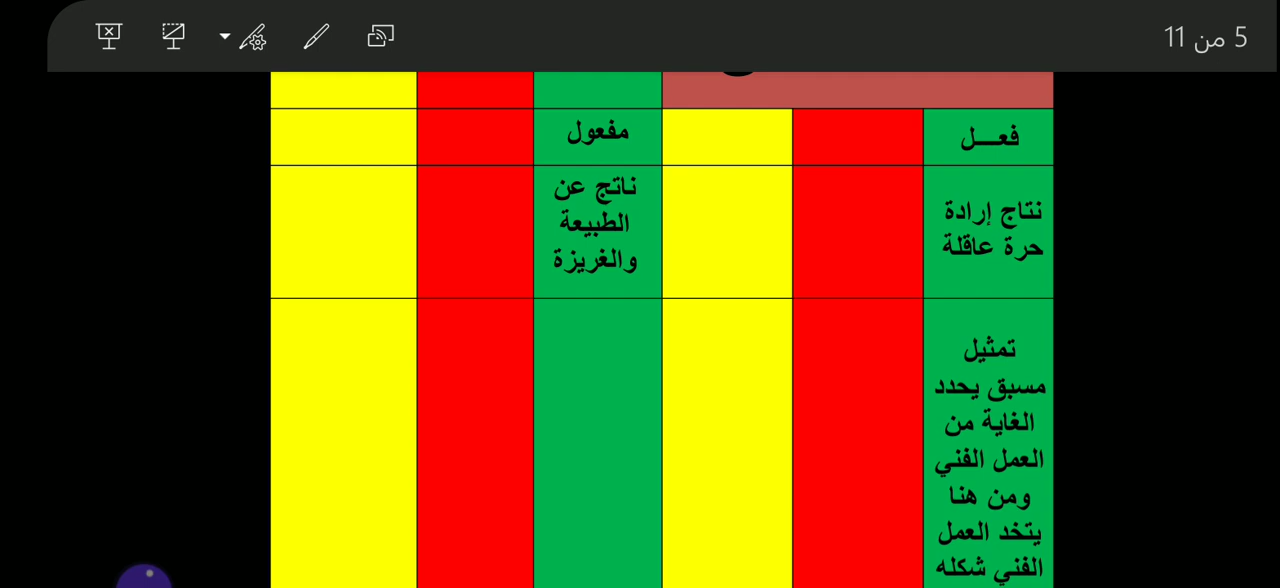 5 من 11
فعـــل
مفعول
نتاج إرادة
حرة عاقلة
ناتج عن
الطبيعة
والغريزة
تمثيل
مسبق يحدد
الغاية من
العمل الفني
ومن هنا
يتخد العمل
الفني شكله